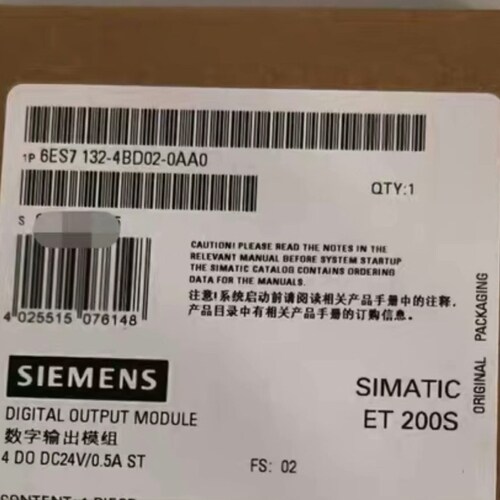 1P 6ES7 132-4BD02-0AA0
QTY:1
S
CAUTION! PLEASE READ THE NOTES IN THE
RELEVANT MANUAL BEFORE SYSTEM STARTUP
THE SIMATIC CATALOG CONTAINS ORDERING
DATA FOR THE MANUALS.
注意!系统启动前请阅读相关产品手册中的注释,
产品目录中有相关产品手册的订购信息。
4 025515 076148
ORIGINAL PACKAGING
SIEMENS
SIMATIC
ET 200S
DIGITAL OUTPUT MODULE
数字输出模组
4 DO DC24V/0.5A ST
FS: 02